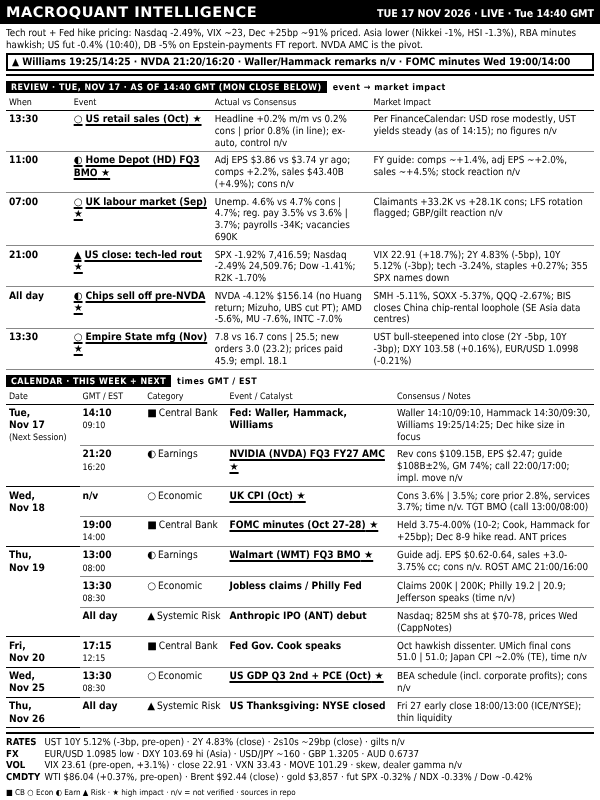 MACROQUANT INTELLIGENCE
TUE 17 NOV 2026 · LIVE · Tue 14:40 GMT
Tech rout + Fed hike pricing: Nasdaq -2.49%, VIX ~23, Dec +25bp ~91% priced. Asia lower (Nikkei -1%, HSI -1.3%), RBA minutes
hawkish; US fut -0.4% (10:40), DB -5% on Epstein-payments FT report. NVDA AMC is the pivot.
▲ Williams 19:25/14:25 · NVDA 21:20/16:20 · Waller/Hammack remarks n/v · FOMC minutes Wed 19:00/14:00
REVIEW · TUE, NOV 17 · AS OF 14:40 GMT (MON CLOSE BELOW) event → market impact
When Event Actual vs Consensus Market Impact
13:30 ○ US retail sales (Oct) ★
Headline +0.2% m/m vs 0.2%
cons | prior 0.8% (in line); ex-
auto, control n/v
Per FinanceCalendar: USD rose modestly, UST
yields steady (as of 14:15); no figures n/v
11:00 ◐ Home Depot (HD) FQ3
BMO ★
Adj EPS $3.86 vs $3.74 yr ago;
comps +2.2%, sales $43.40B
(+4.9%); cons n/v
FY guide: comps ~+1.4%, adj EPS ~+2.0%,
sales ~+4.5%; stock reaction n/v
07:00 ○ UK labour market (Sep)
★
Unemp. 4.6% vs 4.7% cons |
4.7%; reg. pay 3.5% vs 3.6% |
3.7%; payrolls -34K; vacancies
690K
Claimants +33.2K vs +28.1K cons; LFS rotation
flagged; GBP/gilt reaction n/v
21:00 ▲ US close: tech-led rout
★
SPX -1.92% 7,416.59; Nasdaq
-2.49% 24,509.76; Dow -1.41%;
R2K -1.70%
VIX 22.91 (+18.7%); 2Y 4.83% (-5bp), 10Y
5.12% (-3bp); tech -3.24%, staples +0.27%; 355
SPX names down
All day ◐ Chips sell off pre-NVDA
★
NVDA -4.12% $156.14 (no Huang
return; Mizuho, UBS cut PT); AMD
-5.6%, MU -7.6%, INTC -7.0%
SMH -5.11%, SOXX -5.37%, QQQ -2.67%; BIS
closes China chip-rental loophole (SE Asia data
centres)
13:30 ○ Empire State mfg (Nov)
★
7.8 vs 16.7 cons | 25.5; new
orders 3.0 (23.2); prices paid
45.9; empl. 18.1
UST bull-steepened into close (2Y -5bp, 10Y
-3bp); DXY 103.58 (+0.16%), EUR/USD 1.0998
(-0.21%)
CALENDAR · THIS WEEK + NEXT times GMT / EST
Date GMT / EST Category Event / Catalyst Consensus / Notes
Tue,
Nov 17
(Next Session)
14:10
09:10
■ Central Bank
Fed: Waller, Hammack,
Williams
Waller 14:10/09:10, Hammack 14:30/09:30,
Williams 19:25/14:25; Dec hike size in
focus
21:20
16:20
◐ Earnings
NVIDIA (NVDA) FQ3 FY27 AMC
★
Rev cons $109.15B, EPS $2.47; guide
$108B±2%, GM 74%; call 22:00/17:00;
impl. move n/v
Wed,
Nov 18
n/v ○ Economic UK CPI (Oct) ★
Cons 3.6% | 3.5%; core prior 2.8%, services
3.7%; time n/v. TGT BMO (call 13:00/08:00)
19:00
14:00
■ Central Bank FOMC minutes (Oct 27-28) ★
Held 3.75-4.00% (10-2; Cook, Hammack for
+25bp); Dec 8-9 hike read. ANT prices
Thu,
Nov 19
13:00
08:00
◐ Earnings Walmart (WMT) FQ3 BMO ★
Guide adj. EPS $0.62-0.64, sales +3.0-
3.75% cc; cons n/v. ROST AMC 21:00/16:00
13:30
08:30
○ Economic Jobless claims / Philly Fed
Claims 200K | 200K; Philly 19.2 | 20.9;
Jefferson speaks (time n/v)
All day ▲ Systemic Risk Anthropic IPO (ANT) debut
Nasdaq; 825M shs at $70-78, prices Wed
(CappNotes)
Fri,
Nov 20
17:15
12:15
■ Central Bank Fed Gov. Cook speaks
Oct hawkish dissenter. UMich final cons
51.0 | 51.0; Japan CPI ~2.0% (TE), time n/v
Wed,
Nov 25
13:30
08:30
○ Economic US GDP Q3 2nd + PCE (Oct) ★
BEA schedule (incl. corporate profits); cons
n/v
Thu,
Nov 26
All day ▲ Systemic Risk US Thanksgiving: NYSE closed
Fri 27 early close 18:00/13:00 (ICE/NYSE);
thin liquidity
RATES UST 10Y 5.12% (-3bp, pre-open) · 2Y 4.83% (close) · 2s10s ~29bp (close) · gilts n/v
FX EUR/USD 1.0985 low · DXY 103.69 hi (Asia) · USD/JPY ~160 · GBP 1.3205 · AUD 0.6737
VOL VIX 23.61 (pre-open, +3.1%) · close 22.91 · VXN 33.43 · MOVE 101.29 · skew, dealer gamma n/v
CMDTY WTI $86.04 (+0.37%, pre-open) · Brent $92.44 (close) · gold $3,857 · fut SPX -0.32% / NDX -0.33% / Dow -0.42%
■ CB ○ Econ ◐ Earn ▲ Risk · ★ high impact · n/v = not verified · sources in repo